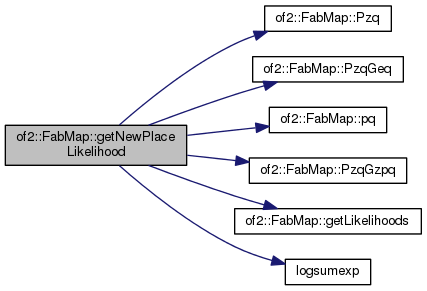 of2::FabMap::getNewPlace
Likelihood
of2::FabMap::Pzq
of2::FabMap::PzqGeq
of2::FabMap::pq
of2::FabMap::PzqGzpq
of2::FabMap::getLikelihoods
logsumexp